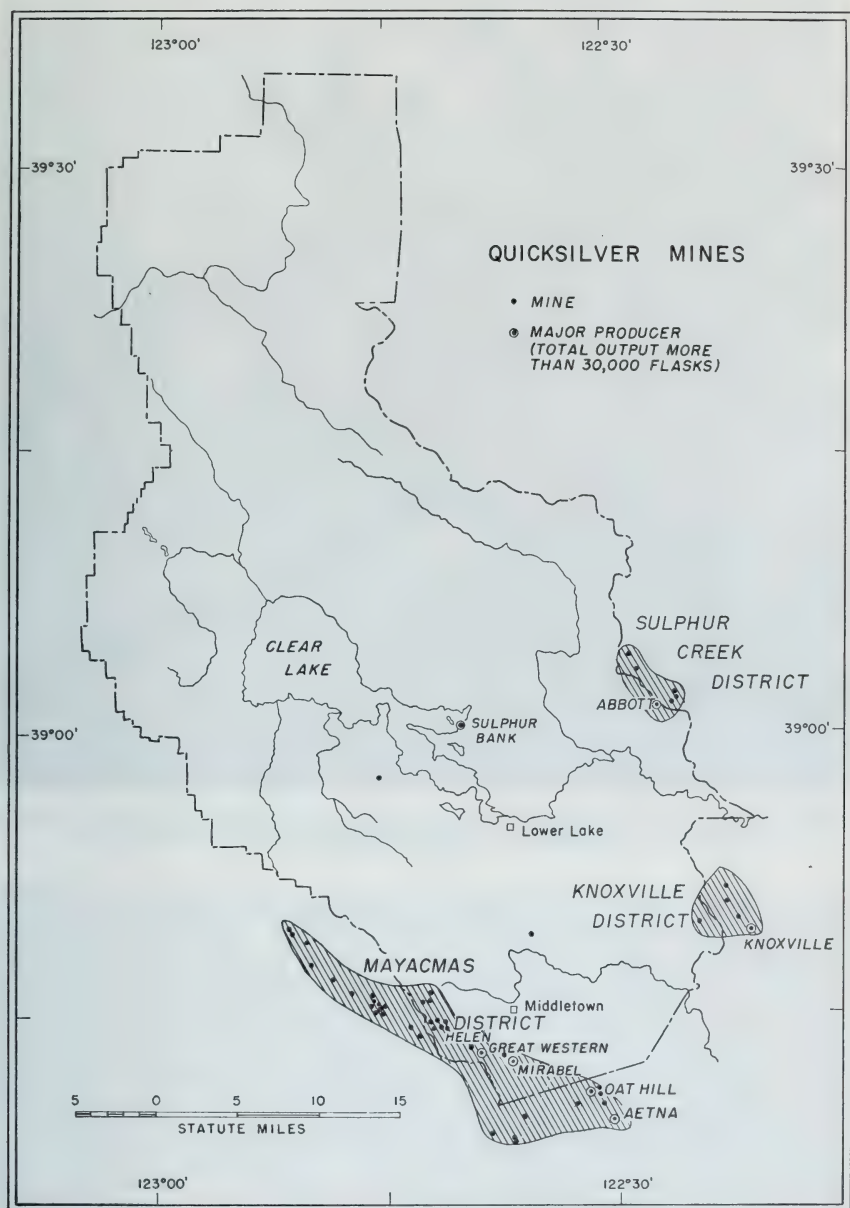 123°00'
122°30'
39°30'
39°30'
QUICKSILVER MINES
MINE
MAJOR PRODUCER
(TOTAL OUTPUT MORE
THAN 30,000 FLASKS)
SULPHUR
CREEK
DISTRICT
CLEAR
LAKE
ABBOTT
SULPHUR
BANK
39°00'
39°00'
Lower Lake
KNOXVILLE
DISTRICT
KNOXVILLE
MAYACMAS
Middletown
DISTRICT
HELEN
GREAT WESTERN
MIRABEL
OAT HILL
AETNA
5 0 5 10 15
STATUTE MILES
123°00'
122°30'